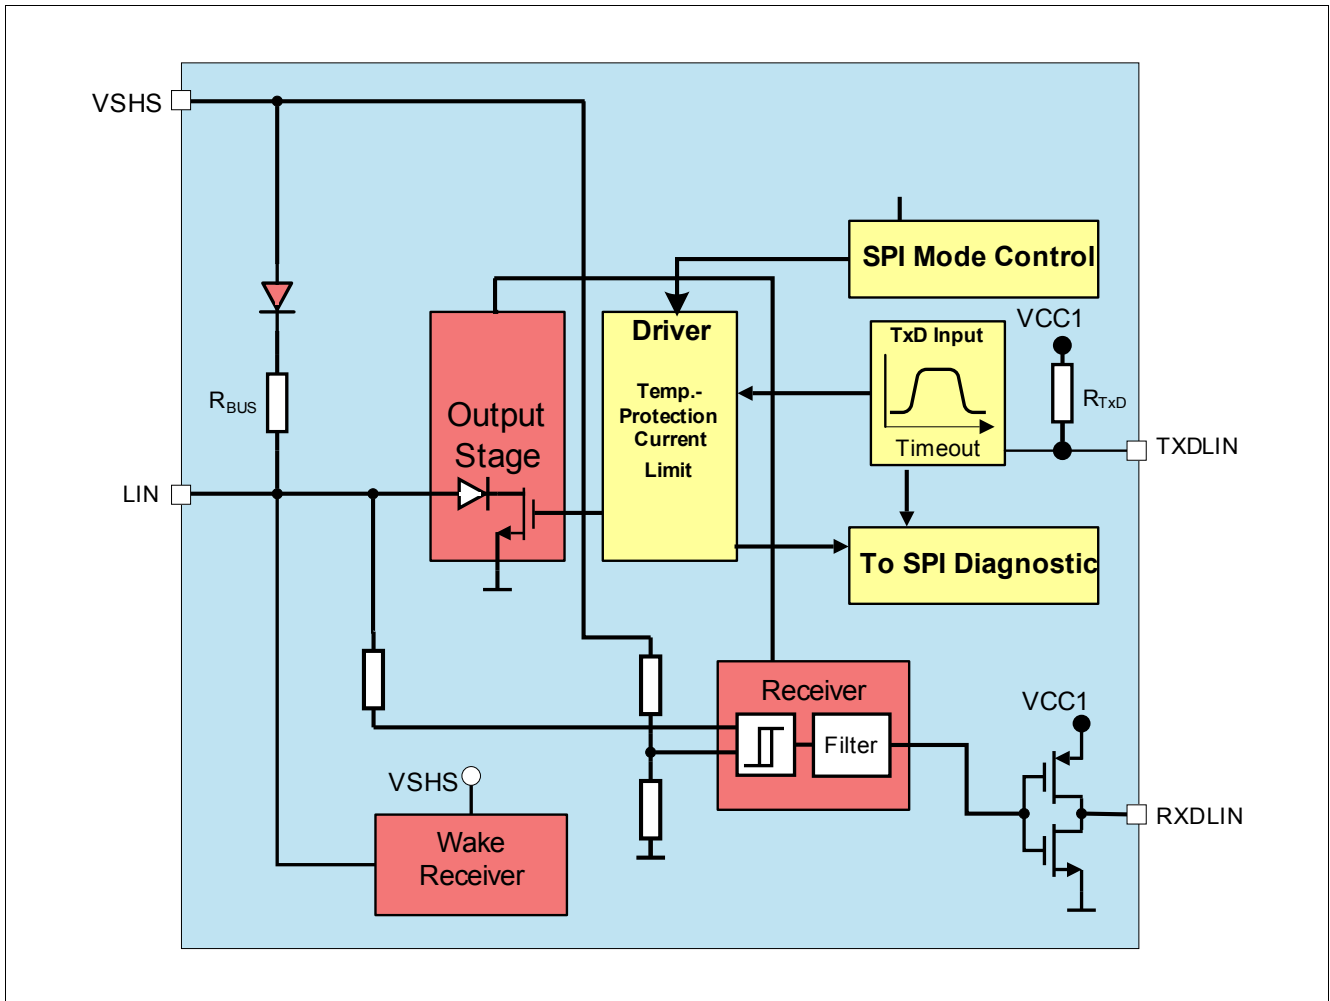 VSHS
SPI Mode Control
VCC1
Driver
TxD Input
Temp.-
Protection
Current
Limit
RBUS
RTxD
Output
Stage
Timeout
TXDLIN
LIN
To SPI Diagnostic
Receiver
VCC1
Filter
VSHS
RXDLIN
Wake
Receiver